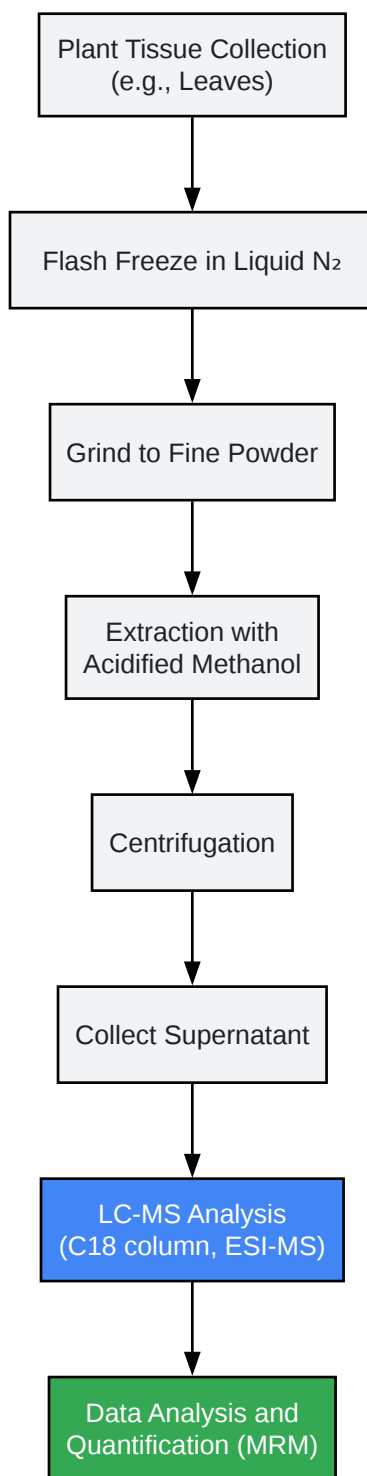 Plant Tissue Collection
(e.g., Leaves)
Flash Freeze in Liquid N₂
Grind to Fine Powder
Extraction with
Acidified Methanol
Centrifugation
Collect Supernatant
LC-MS Analysis
(C18 column, ESI-MS)
Data Analysis and
Quantification (MRM)